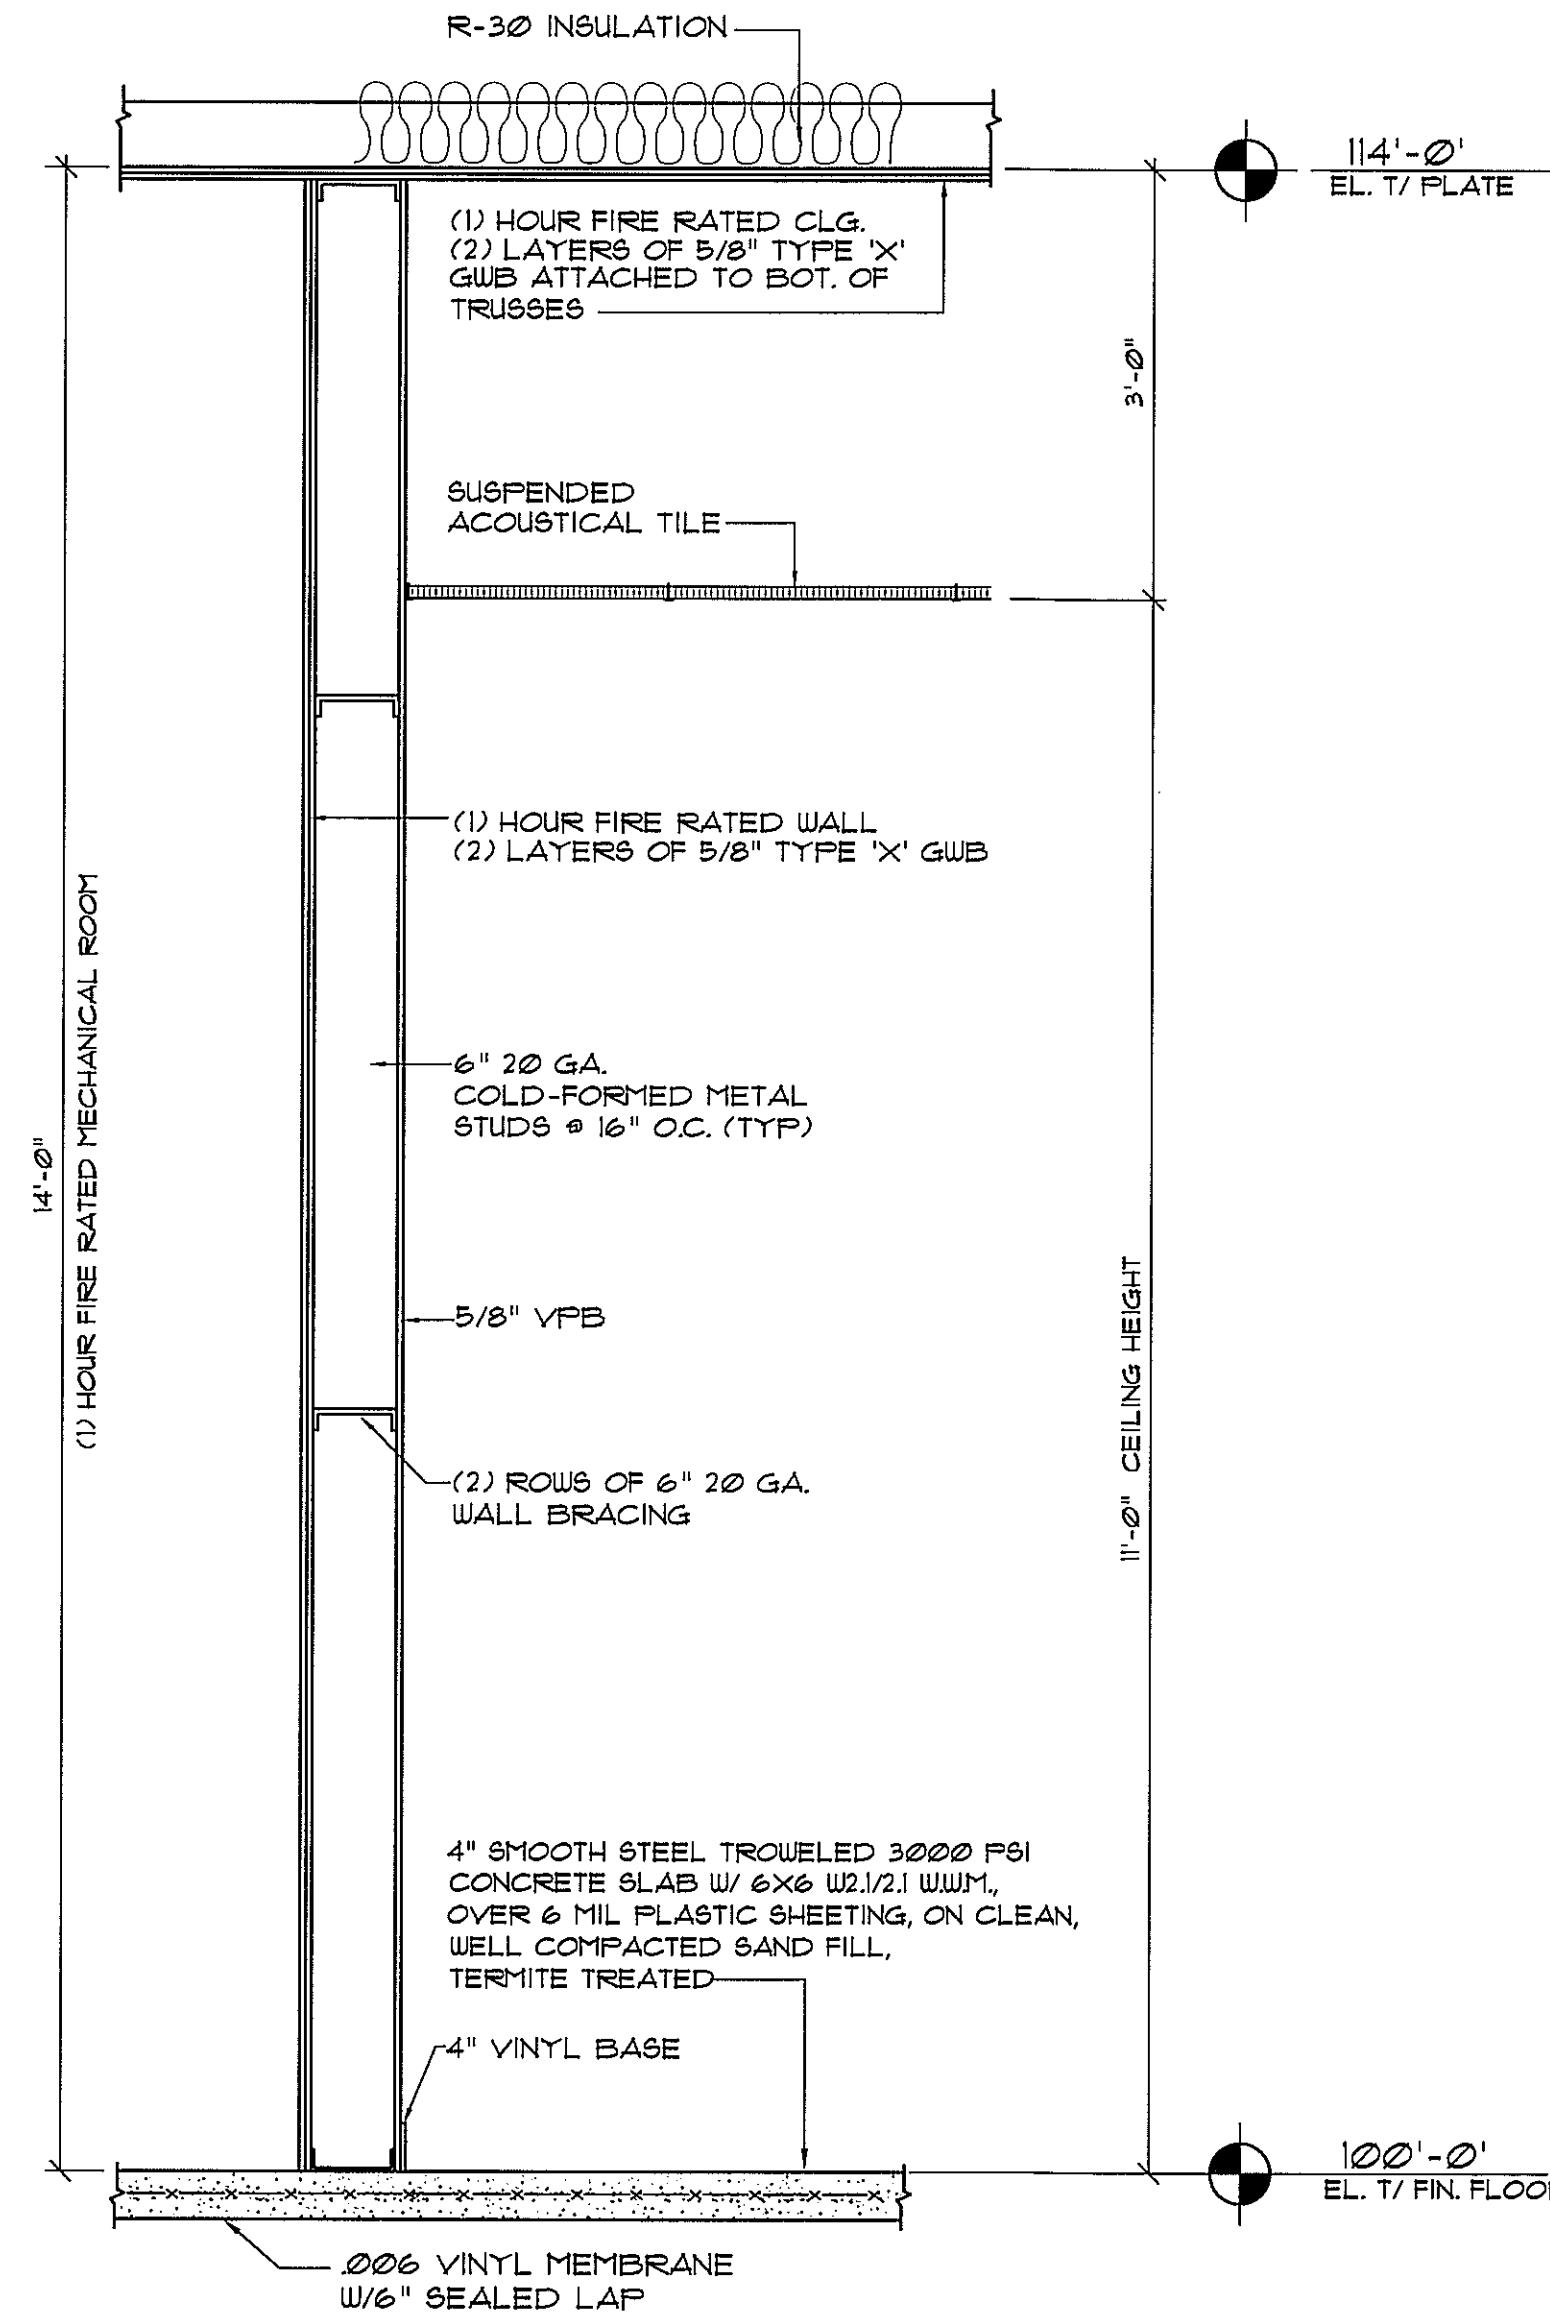 R-30 INSULATION
114'-0'
EL. T/ PLATE
(1) HOUR FIRE RATED CLG.
(2) LAYERS OF 5/8" TYPE 'X'
GWB ATTACHED TO BOT. OF
TRUSSES
3'-0"
SUSPENDED
ACOUSTICAL TILE
(1) HOUR FIRE RATED WALL
(2) LAYERS OF 5/8" TYPE 'X' GWB
14'-0"
(1) HOUR FIRE RATED MECHANICAL ROOM
6" 20 GA.
COLD-FORMED METAL
STUDS @ 16" O.C. (TYP)
5/8" VPB
11'-0" CEILING HEIGHT
(2) ROWS OF 6" 20 GA.
WALL BRACING
4" SMOOTH STEEL TROWELED 3000 PSI
CONCRETE SLAB W/ 6X6 W2.1/2.1 W.W.M.,
OVER 6 MIL PLASTIC SHEETING, ON CLEAN,
WELL COMPACTED SAND FILL,
TERMITE TREATED
4" VINYL BASE
100'-0'
EL. T/ FIN. FLOO
.006 VINYL MEMBRANE
W/6" SEALED LAP